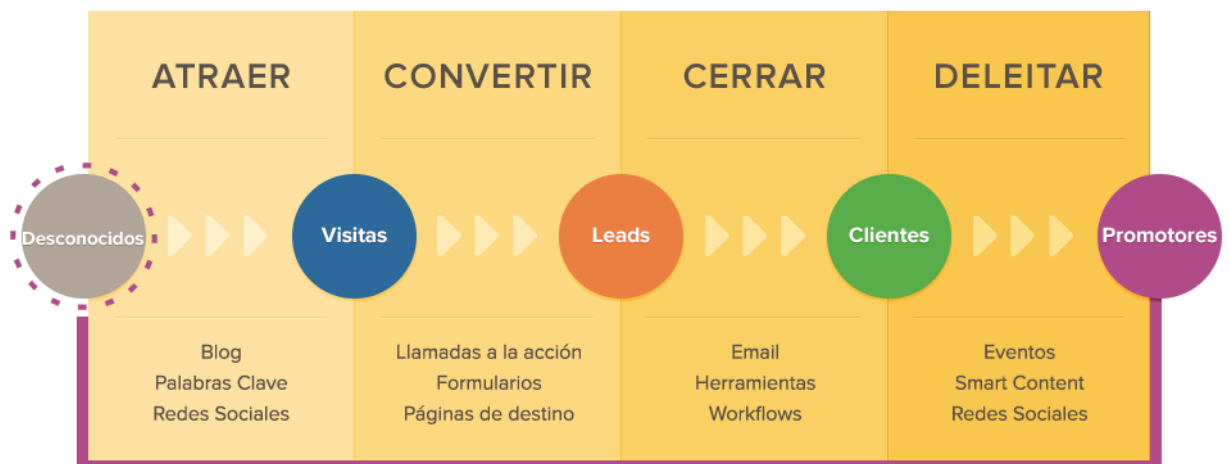 ATRAER
CONVERTIR
CERRAR
DELEITAR
Desconocidos
Visitas
Leads
Clientes
Promotores
Blog
Palabras Clave
Redes Sociales
Llamadas a la acción
Formularios
Páginas de destino
Email
Herramientas
Workflows
Eventos
Smart Content
Redes Sociales